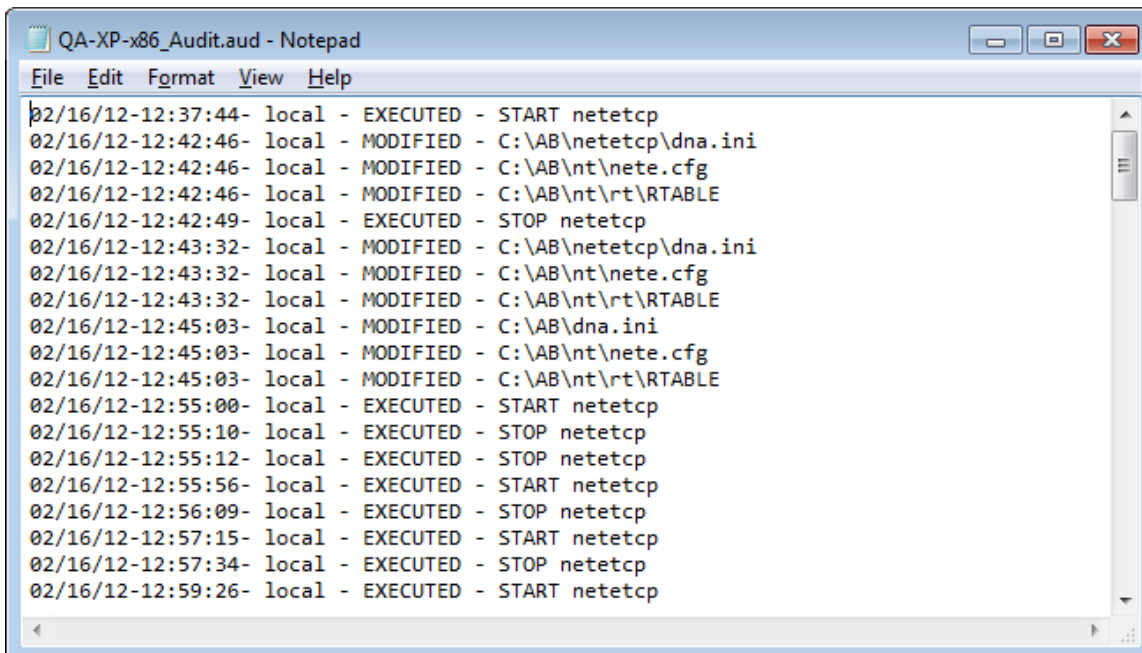 QA-XP-x86_Audit.aud - Notepad
File Edit Format View Help
02/16/12-12:37:44- local - EXECUTED - START netetcp
02/16/12-12:42:46- local - MODIFIED - C:\AB\netetcp\dna.ini
02/16/12-12:42:46- local - MODIFIED - C:\AB\nt\nete.cfg
02/16/12-12:42:46- local - MODIFIED - C:\AB\nt\rt\RTABLE
02/16/12-12:42:49- local - EXECUTED - STOP netetcp
02/16/12-12:43:32- local - MODIFIED - C:\AB\netetcp\dna.ini
02/16/12-12:43:32- local - MODIFIED - C:\AB\nt\nete.cfg
02/16/12-12:43:32- local - MODIFIED - C:\AB\nt\rt\RTABLE
02/16/12-12:45:03- local - MODIFIED - C:\AB\dna.ini
02/16/12-12:45:03- local - MODIFIED - C:\AB\nt\nete.cfg
02/16/12-12:45:03- local - MODIFIED - C:\AB\nt\rt\RTABLE
02/16/12-12:55:00- local - EXECUTED - START netetcp
02/16/12-12:55:10- local - EXECUTED - STOP netetcp
02/16/12-12:55:12- local - EXECUTED - STOP netetcp
02/16/12-12:55:56- local - EXECUTED - START netetcp
02/16/12-12:56:09- local - EXECUTED - STOP netetcp
02/16/12-12:57:15- local - EXECUTED - START netetcp
02/16/12-12:57:34- local - EXECUTED - STOP netetcp
02/16/12-12:59:26- local - EXECUTED - START netetcp